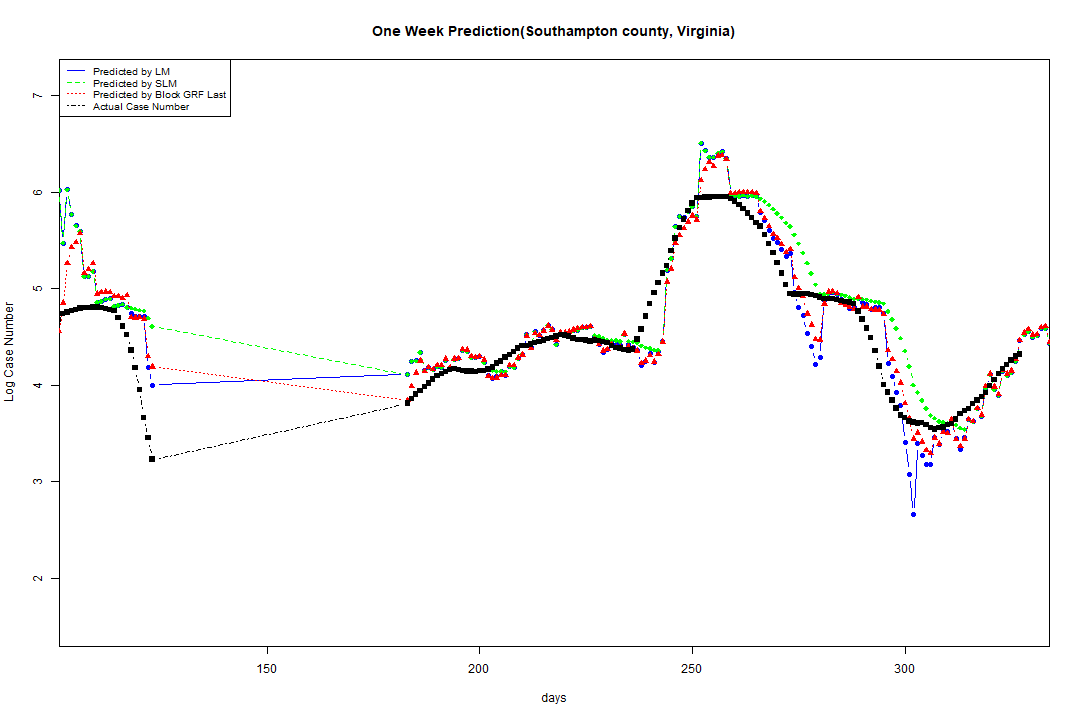 One Week Prediction(Southampton county, Virginia)
Predicted by LM
Predicted by SLM
Predicted by Block GRF Last
Actual Case Number
7
6
5
4
3
2
Log Case Number
150
200
250
300
days